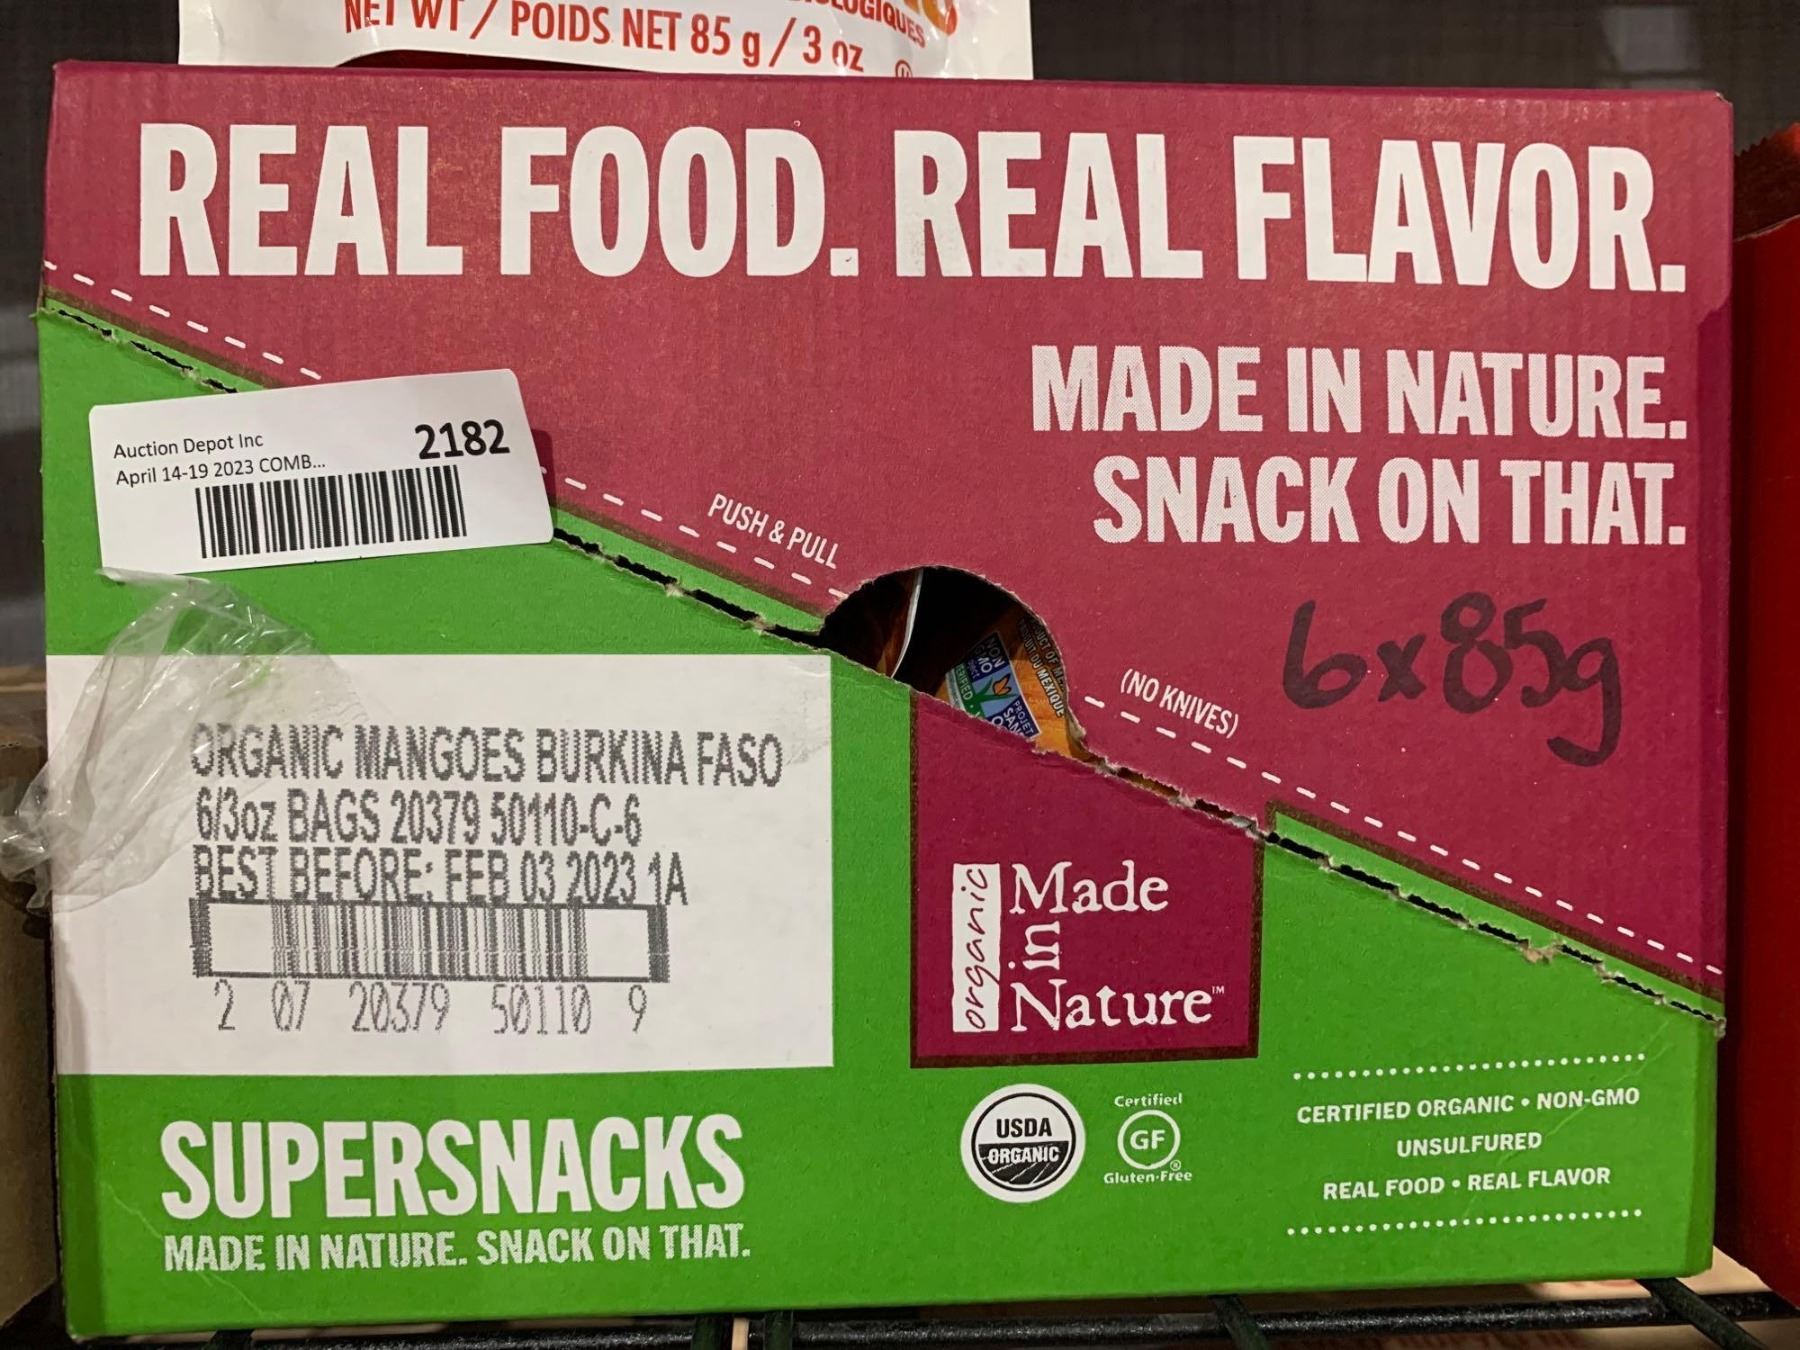 NET WT / POIDS NET 85 g / 3 oz
REAL FOOD. REAL FLAVOR.
MADE IN NATURE.
SNACK ON THAT.
Auction Depot Inc
2182
April 14-19 2023 COMB...
PUSH & PULL
(NO KNIVES)
6x85g
NON
GMO
PROJET
ORGANIC MANGOES BURKINA FASO
6/3oz BAGS 20379 50110-C-6
BEST BEFORE: FEB 03 2023 1A
2 07 20379 50110 9
organic
Made
in
Nature™
SUPERSNACKS
MADE IN NATURE. SNACK ON THAT.
USDA
ORGANIC
Certified
GF
Gluten-Free®
CERTIFIED ORGANIC • NON-GMO
UNSULFURED
REAL FOOD • REAL FLAVOR